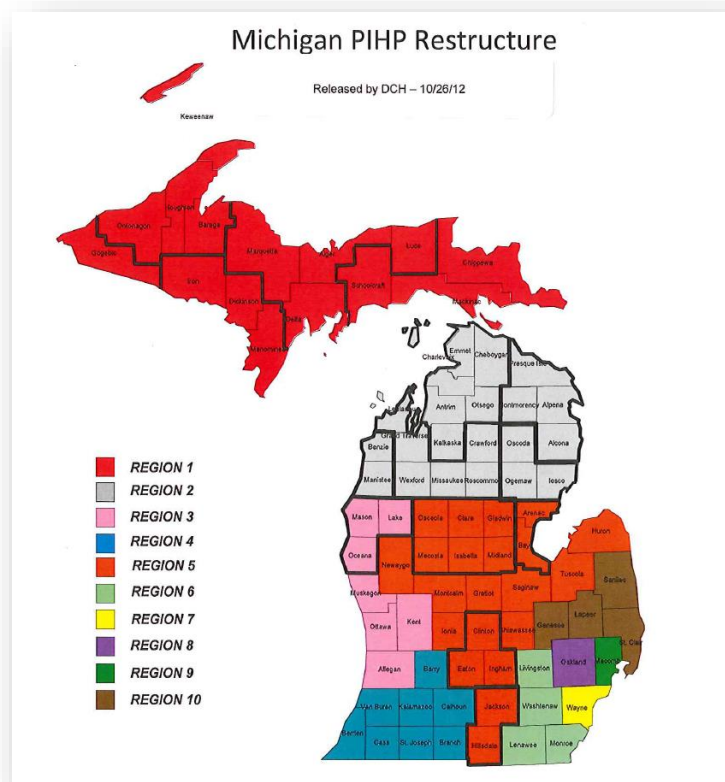 Michigan PIHP Restructure
Released by DCH – 10/26/12
Keweenaw
Ontonagon
Houghton
Baraga
Gogebic
Marquette
Alger
Luce
Chippewa
Schoolcraft
Iron
Dickinson
Delta
Mackinac
Menominee
Emmet
Cheboygan
Charlevoix
Presque Isle
Antrim
Otsego
Montmorency
Alpena
Leelanau
Grand Traverse
Benzie
Kalkaska
Crawford
Oscoda
Alcona
Manistee
Wexford
Missaukee
Roscommon
Ogemaw
Iosco
REGION 1
REGION 2
REGION 3
REGION 4
REGION 5
REGION 6
REGION 7
REGION 8
REGION 9
REGION 10
Mason
Lake
Osceola
Clare
Gladwin
Arenac
Huron
Oceana
Newaygo
Mecosta
Isabella
Midland
Bay
Tuscola
Sanilac
Muskegon
Montcalm
Gratiot
Saginaw
Ottawa
Kent
Ionia
Clinton
Shiawassee
Genesee
Lapeer
St. Clair
Allegan
Barry
Eaton
Ingham
Livingston
Oakland
Macomb
Van Buren
Kalamazoo
Calhoun
Jackson
Washtenaw
Wayne
Berrien
Cass
St. Joseph
Branch
Hillsdale
Lenawee
Monroe